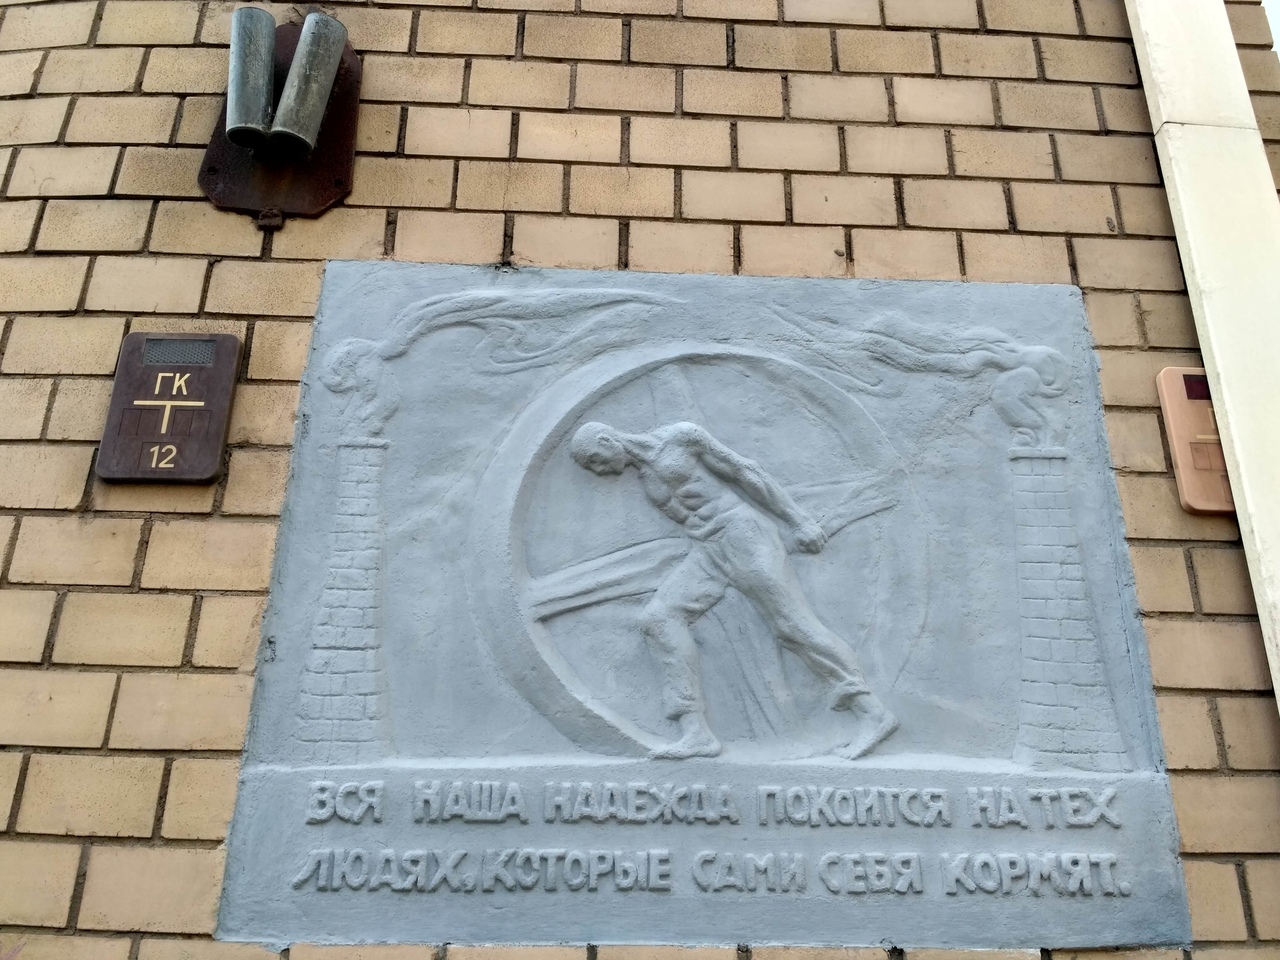 ГК
12
ВСЯ НАША НАДЕЖДА ПОКОИТСЯ НА ТЕХ
ЛЮДЯХ, КОТОРЫЕ САМИ СЕБЯ КОРМЯТ.